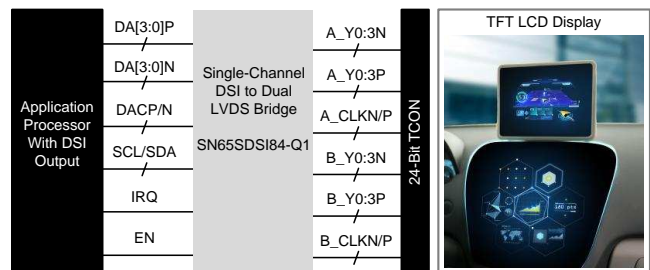 Application
Processor
With DSI
Output
DA[3:0]P
DA[3:0]N
DACP/N
SCL/SDA
IRQ
EN
Single-Channel
DSI to Dual
LVDS Bridge
SN65SDSI84-Q1
A_Y0:3N
A_Y0:3P
A_CLKN/P
B_Y0:3N
B_Y0:3P
B_CLKN/P
24-Bit TCON
TFT LCD Display